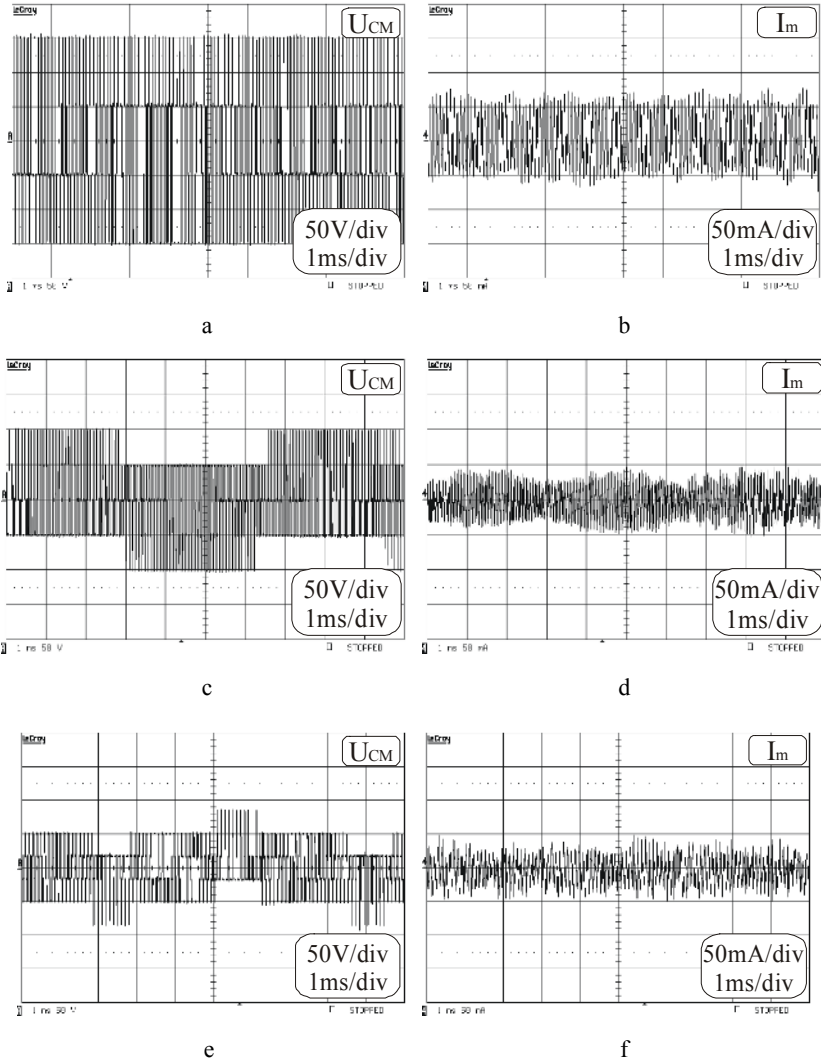 LeCroy
UCM
50V/div
1ms/div
STOPPED
a
LeCroy
Im
50mA/div
1ms/div
STOPPED
b
LeCroy
UCM
50V/div
1ms/div
1 ms 50 V
STOPPED
c
LeCroy
Im
50mA/div
1ms/div
1 ms 50 mA
STOPPED
d
LeCroy
UCM
50V/div
1ms/div
1 ms 50 V
STOPPED
e
LeCroy
Im
50mA/div
1ms/div
1 ms 50 mA
STOPPED
f